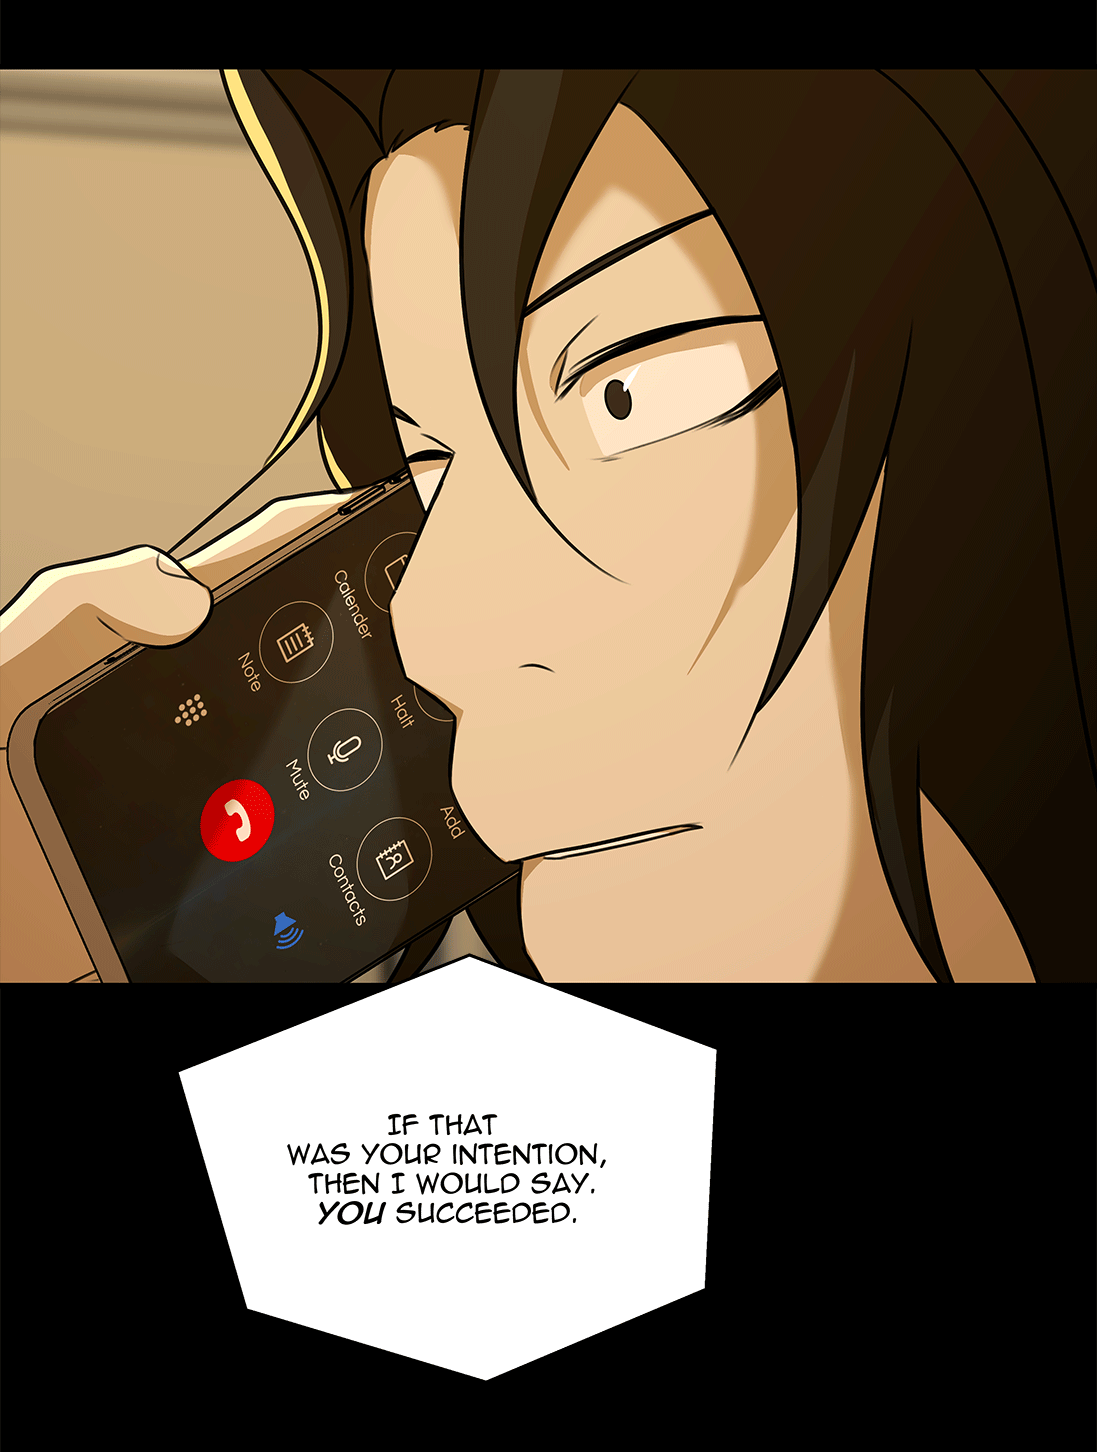 Calender
Note
Halt
Mute
Add
Contacts
IF THAT
WAS YOUR INTENTION,
THEN I WOULD SAY.
YOU SUCCEEDED.